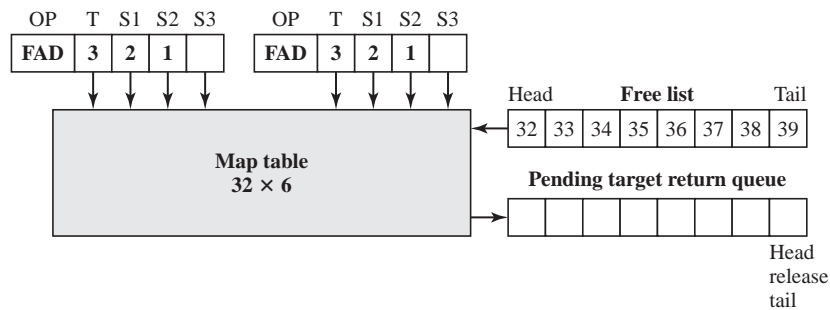 OP T S1 S2 S3 OP T S1 S2 S3
FAD 3 2 1 FAD 3 2 1
Head Free list Tail
32 33 34 35 36 37 38 39
Map table
32 × 6
Pending target return queue
Head
release
tail